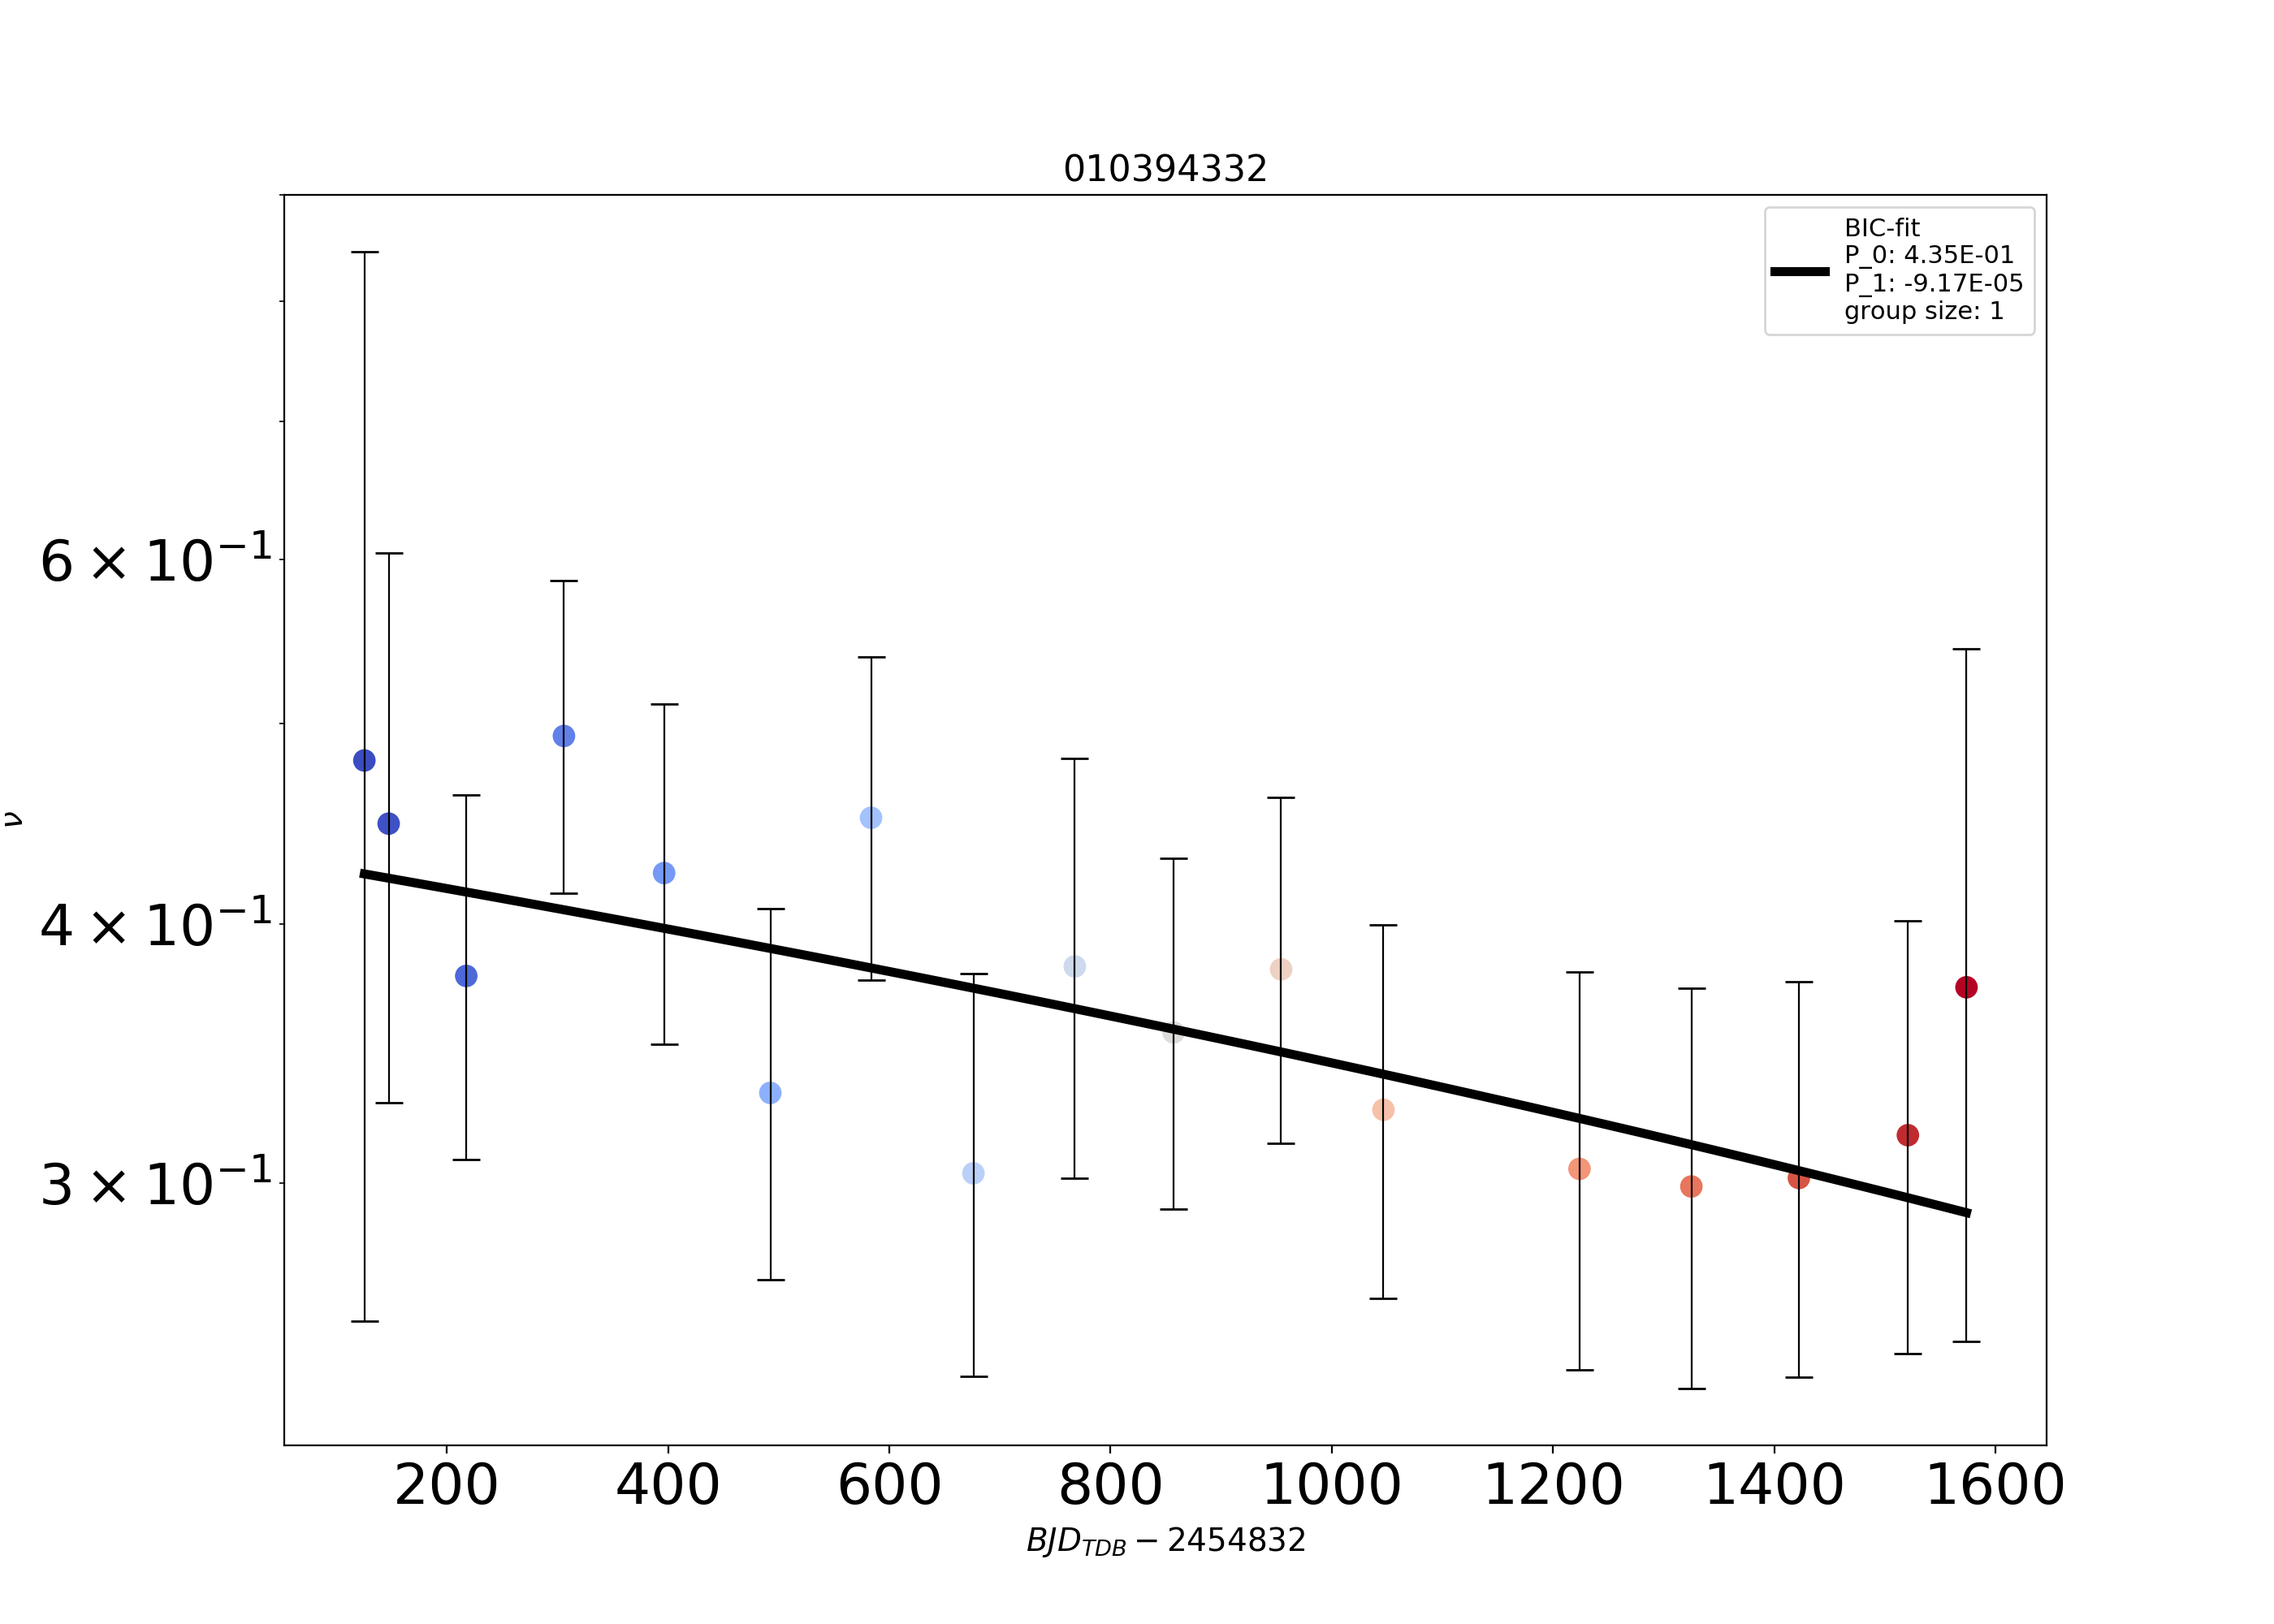 010394332
BIC-fit
P_0: 4.35E-01
P_1: -9.17E-05
group size: 1
6 × 10⁻¹
4 × 10⁻¹
3 × 10⁻¹
ν
200 400 600 800 1000 1200 1400 1600
BJD_TDB − 2454832